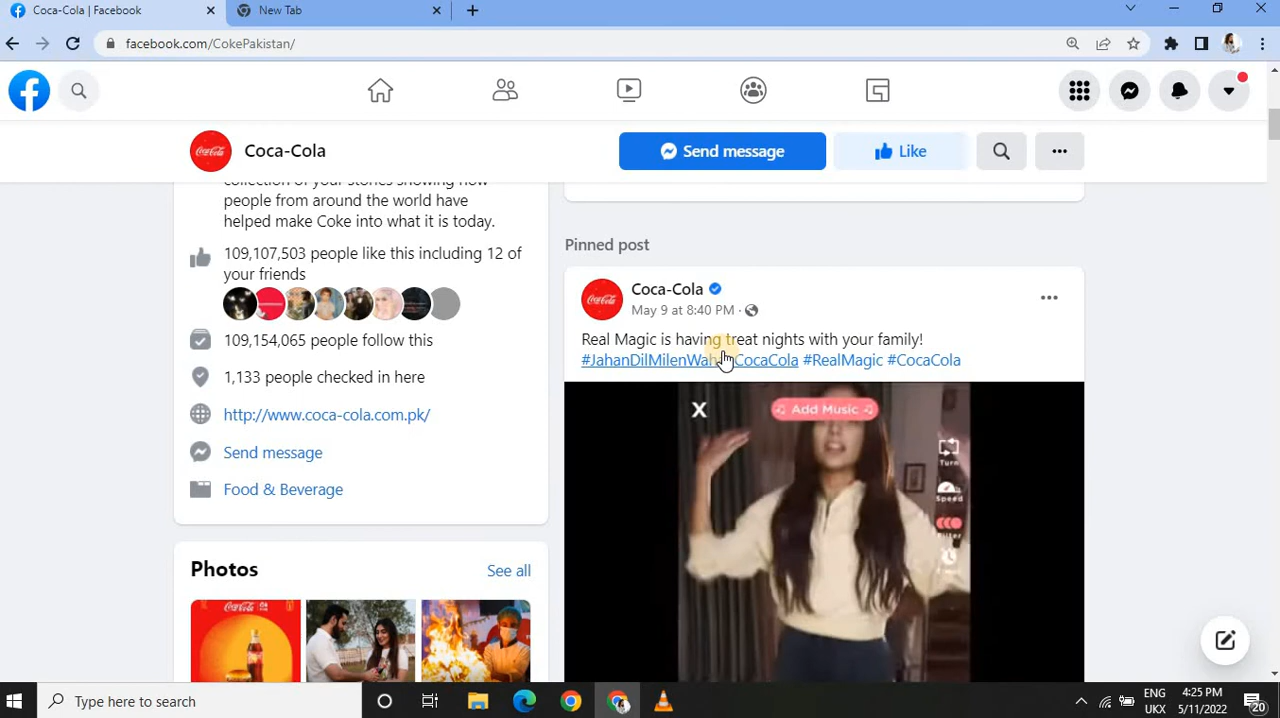 Coca-Cola | Facebook
New Tab
facebook.com/CokePakistan/
Coca-Cola
Send message
Like
collection of your stories showing how
people from around the world have
helped make Coke into what it is today.
109,107,503 people like this including 12 of
your friends
109,154,065 people follow this
1,133 people checked in here
http://www.coca-cola.com.pk/
Send message
Food & Beverage
Photos
See all
Pinned post
Coca-Cola
May 9 at 8:40 PM ·
Real Magic is having treat nights with your family!
#RealMagic #CocaCola
X
Add Music
Turn
Speed
Filter
Type here to search
ENG
UKX
4:25 PM
5/11/2022
20